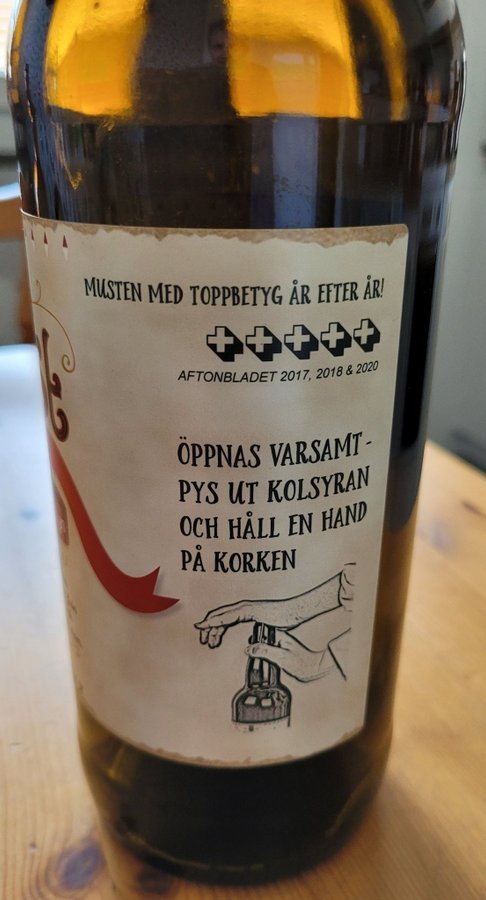 MUSTEN MED TOPPBETYG ÅR EFTER ÅR!
AFTONBLADET 2017, 2018 & 2020
ÖPPNAS VARSAMT -
PYS UT KOLSYRAN
OCH HÅLL EN HAND
PÅ KORKEN